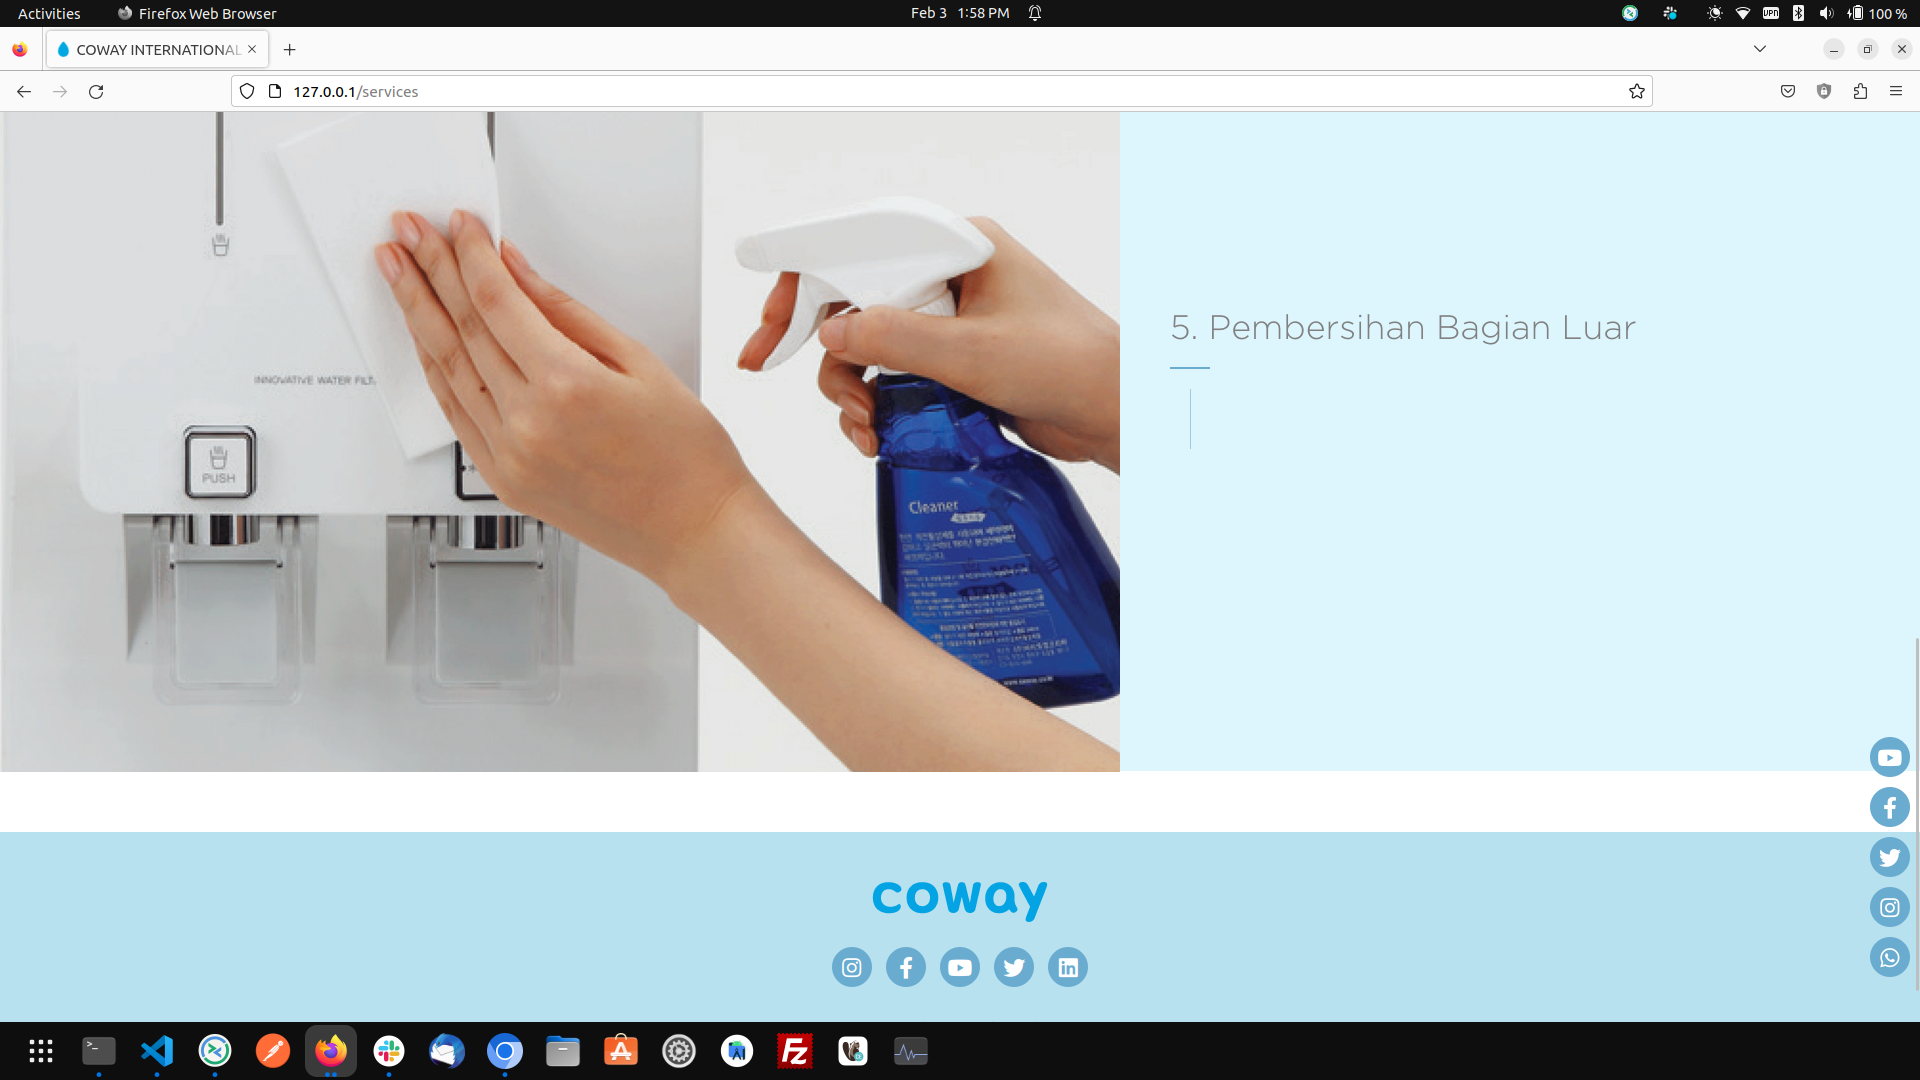 Activities
Firefox Web Browser
Feb 3 1:58 PM
VPN
100 %
COWAY INTERNATIONAL
127.0.0.1/services
INNOVATIVE WATER FILT
PUSH
Cleaner
5. Pembersihan Bagian Luar
coway